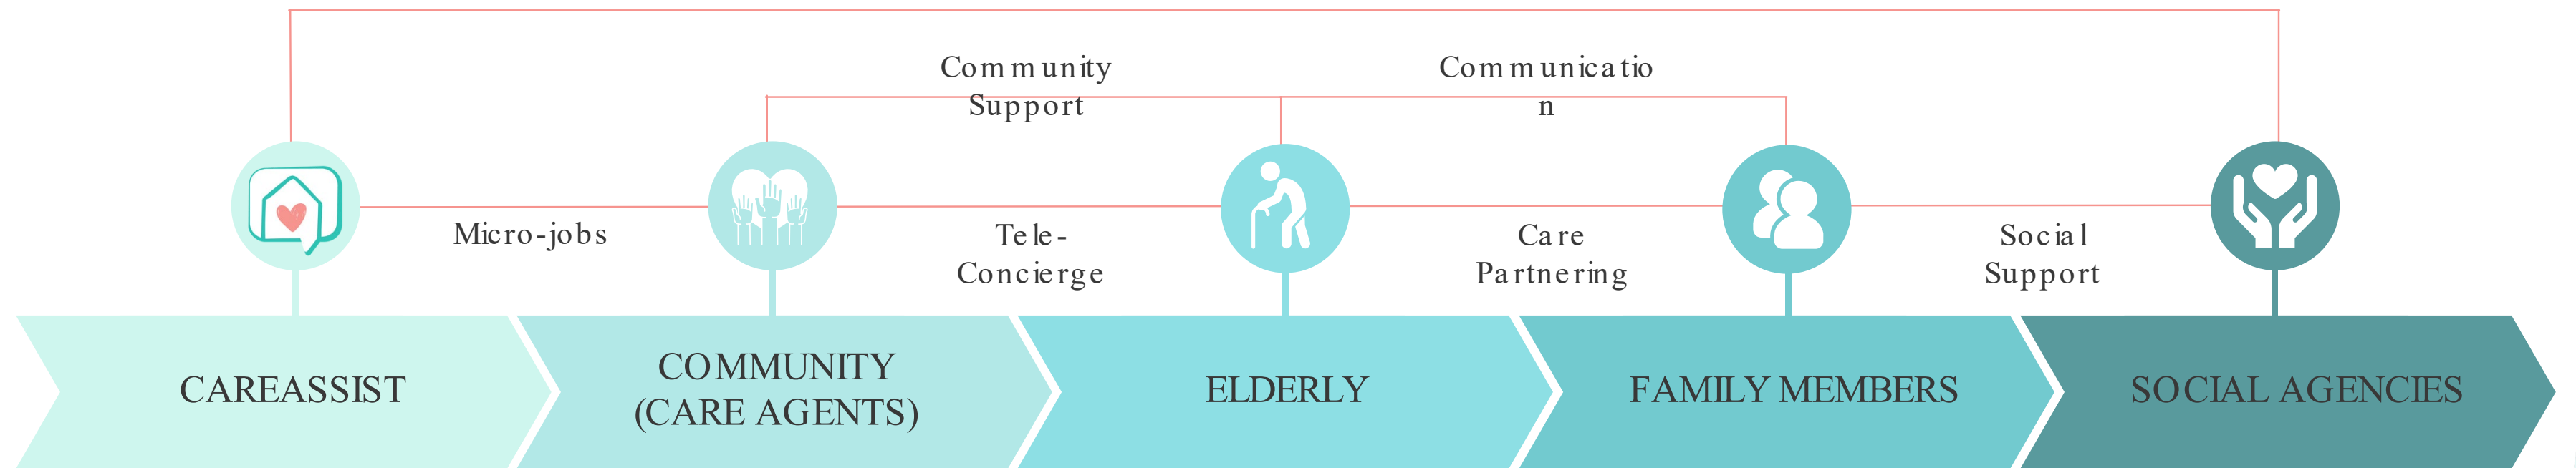 Community
Support
Communicatio
n
Micro-jobs
Tele-
Concierge
Care
Partnering
Social
Support
CAREASSIST
COMMUNITY
(CARE AGENTS)
ELDERLY
FAMILY MEMBERS
SOCIAL AGENCIES